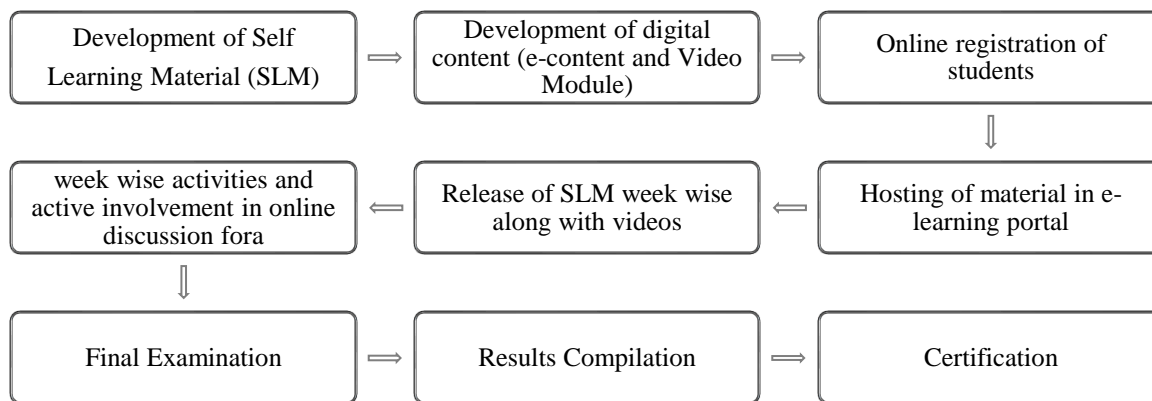 Development of Self
Learning Material (SLM)
Development of digital
content (e-content and Video
Module)
Online registration of
students
Hosting of material in e-
learning portal
Release of SLM week wise
along with videos
week wise activities and
active involvement in online
discussion fora
Final Examination
Results Compilation
Certification